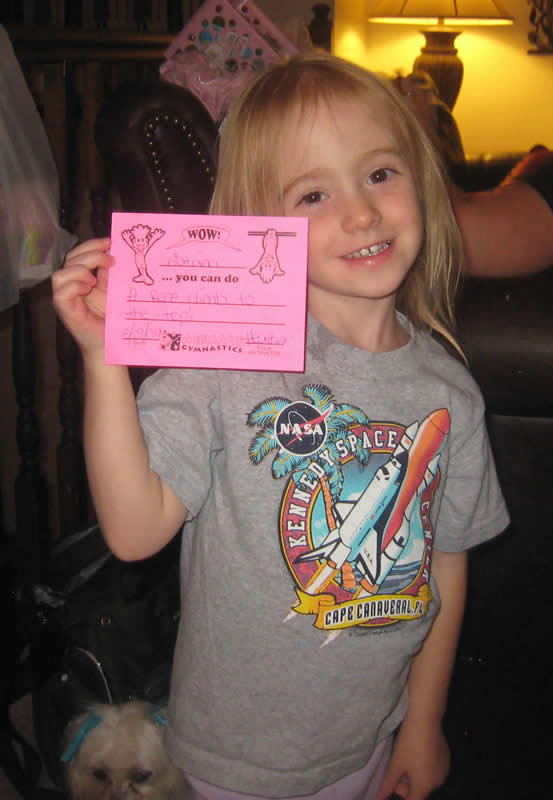 WOW!
... you can do
A rope climb to
the top!
GYMNASTICS
NASA
KENNEDY SPACE CENTER
CAPE CANAVERAL, FL